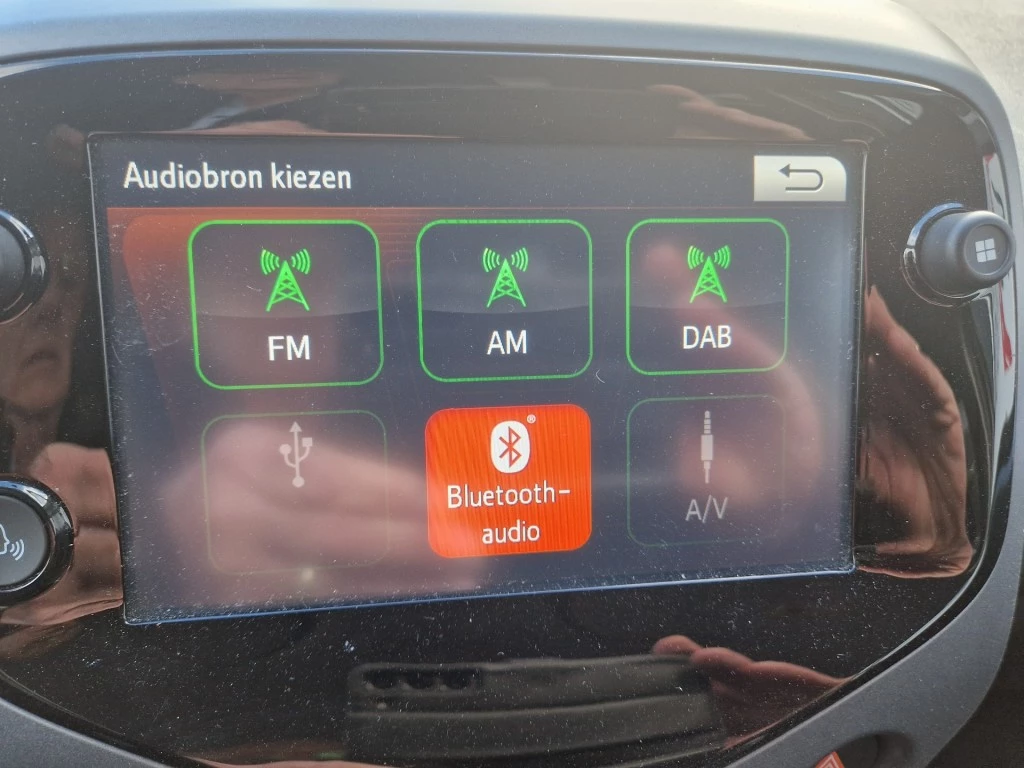 Audiobron kiezen
FM
AM
DAB
Bluetooth-
audio
A/V